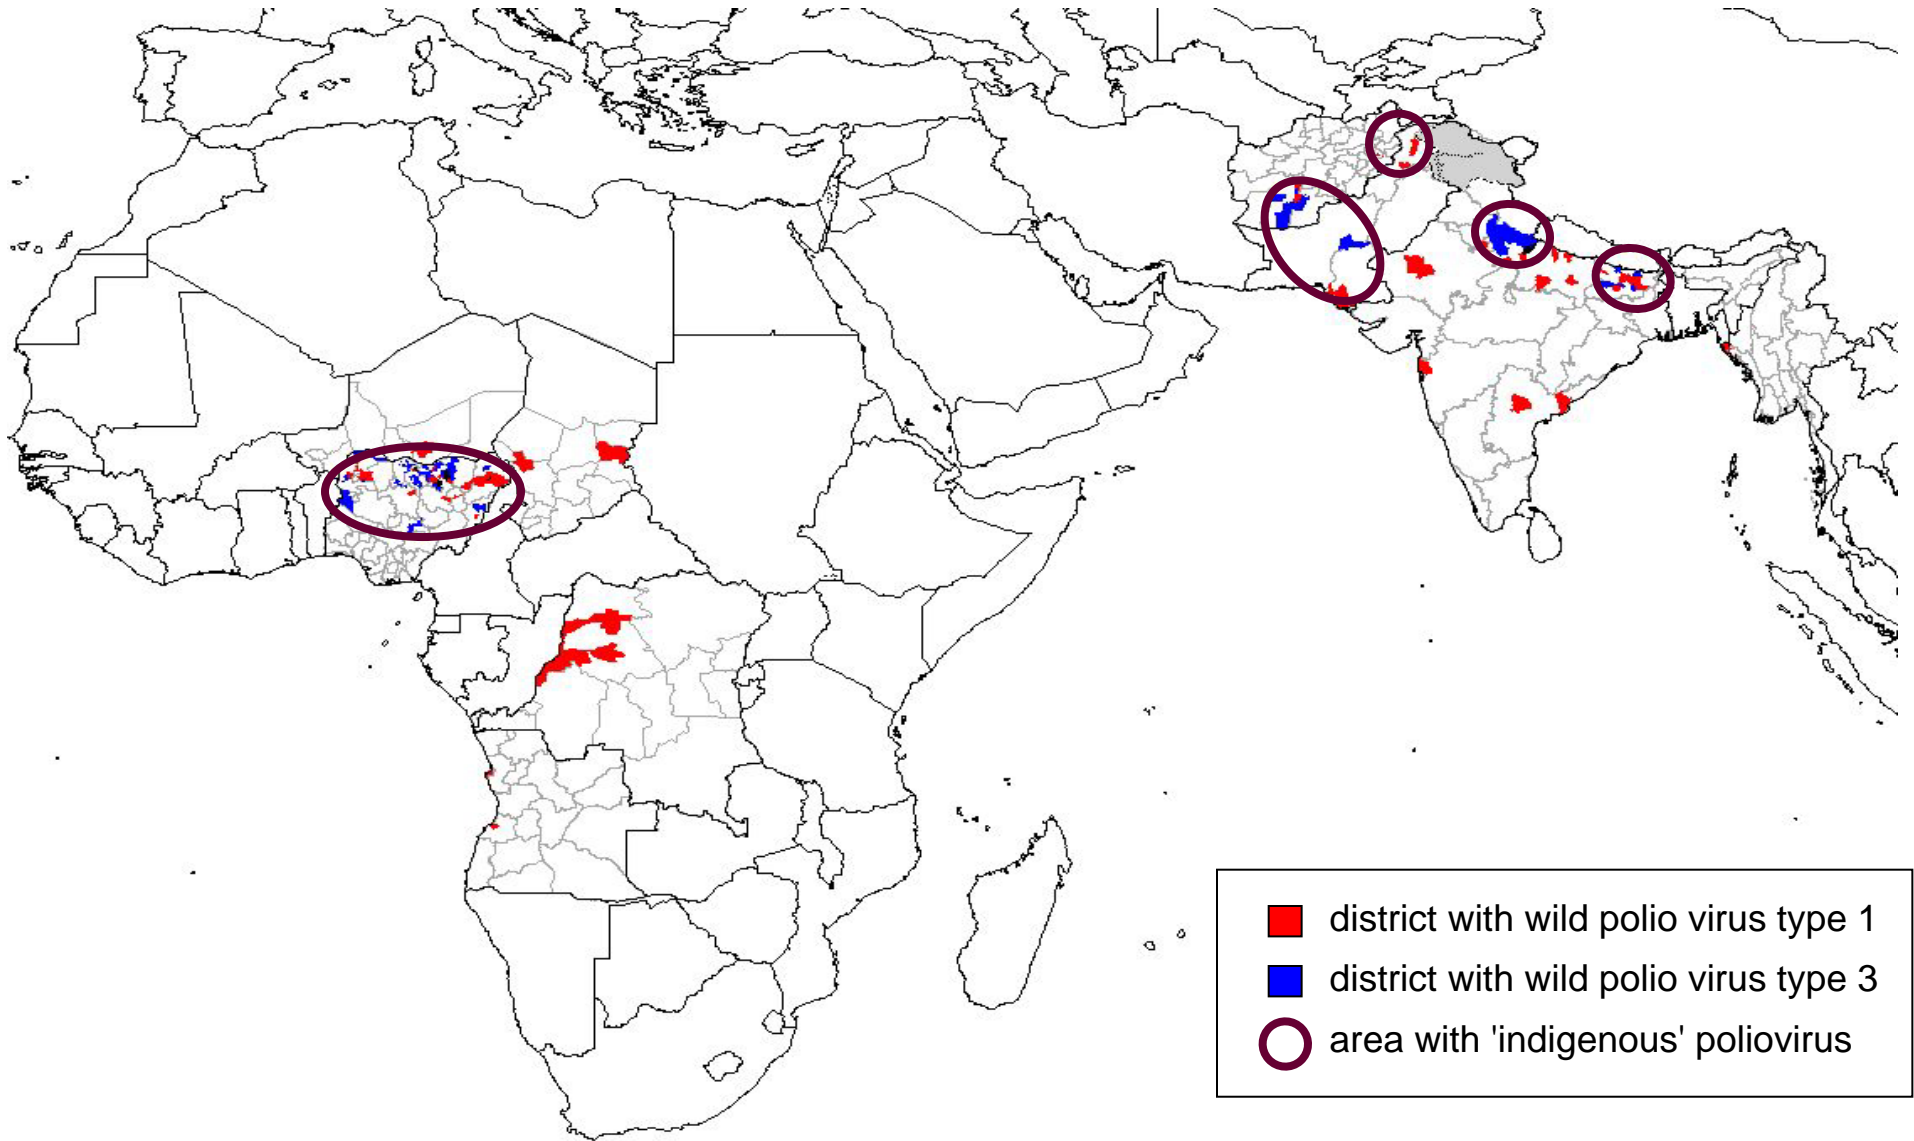 district with wild polio virus type 1
district with wild polio virus type 3
area with 'indigenous' poliovirus